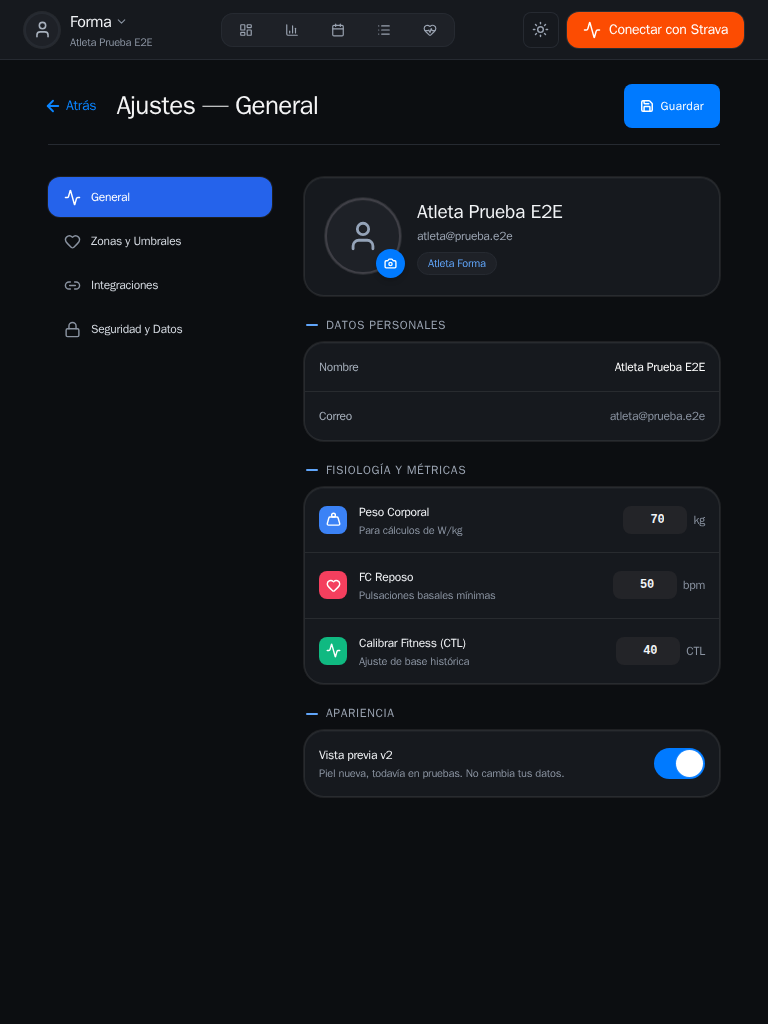 Forma
Atleta Prueba E2E
Conectar con Strava
Atrás
Ajustes — General
Guardar
General
Zonas y Umbrales
Integraciones
Seguridad y Datos
Atleta Prueba E2E
atleta@prueba.e2e
Atleta Forma
DATOS PERSONALES
Nombre
Atleta Prueba E2E
Correo
atleta@prueba.e2e
FISIOLOGÍA Y MÉTRICAS
Peso Corporal
Para cálculos de W/kg
70 kg
FC Reposo
Pulsaciones basales mínimas
50 bpm
Calibrar Fitness (CTL)
Ajuste de base histórica
40 CTL
APARIENCIA
Vista previa v2
Piel nueva, todavía en pruebas. No cambia tus datos.